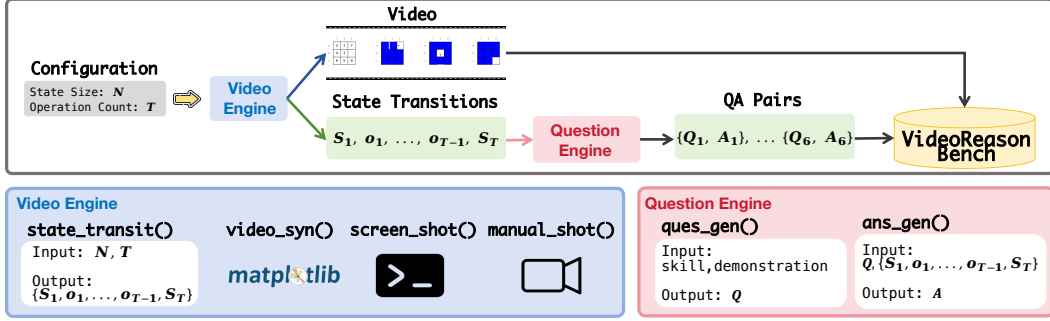 Video
Configuration
State Size: N
Operation Count: T
Video
Engine
State Transitions
S1, o1, ..., oT−1, ST
Question
Engine
QA Pairs
{Q1, A1}, ... {Q6, A6}
VideoReason
Bench
Video Engine
state_transit()
Input: N, T
Output:
{S1, o1, ..., oT−1, ST}
video_syn()
matplotlib
screen_shot()
manual_shot()
Question Engine
ques_gen()
Input:
skill,demonstration
Output: Q
ans_gen()
Input:
Q,{S1, o1, ..., oT−1, ST}
Output: A